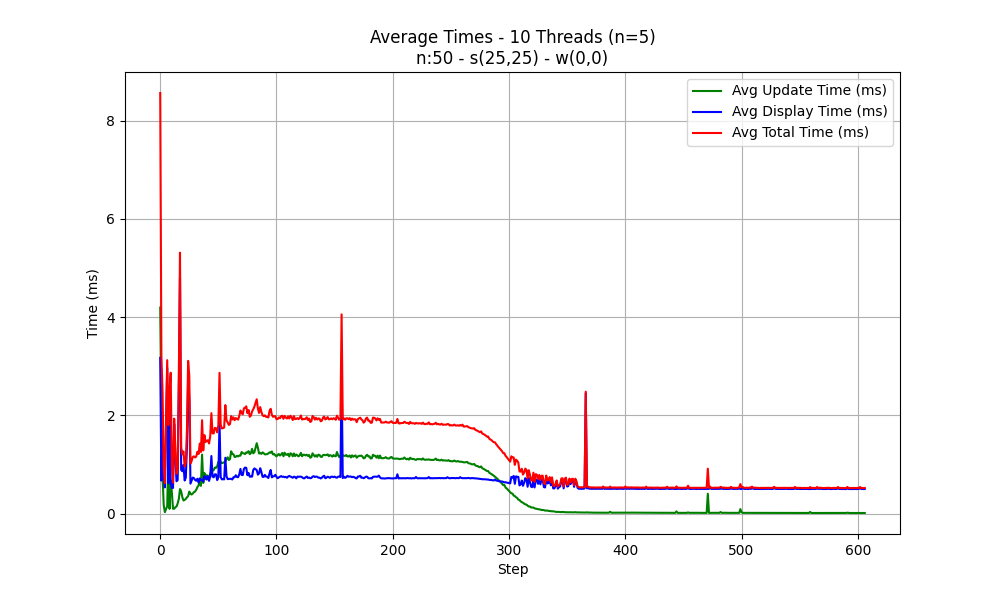 Average Times - 10 Threads (n=5)
n:50 - s(25,25) - w(0,0)
Avg Update Time (ms)
Avg Display Time (ms)
Avg Total Time (ms)
Time (ms)
8
6
4
2
0
0 100 200 300 400 500 600
Step